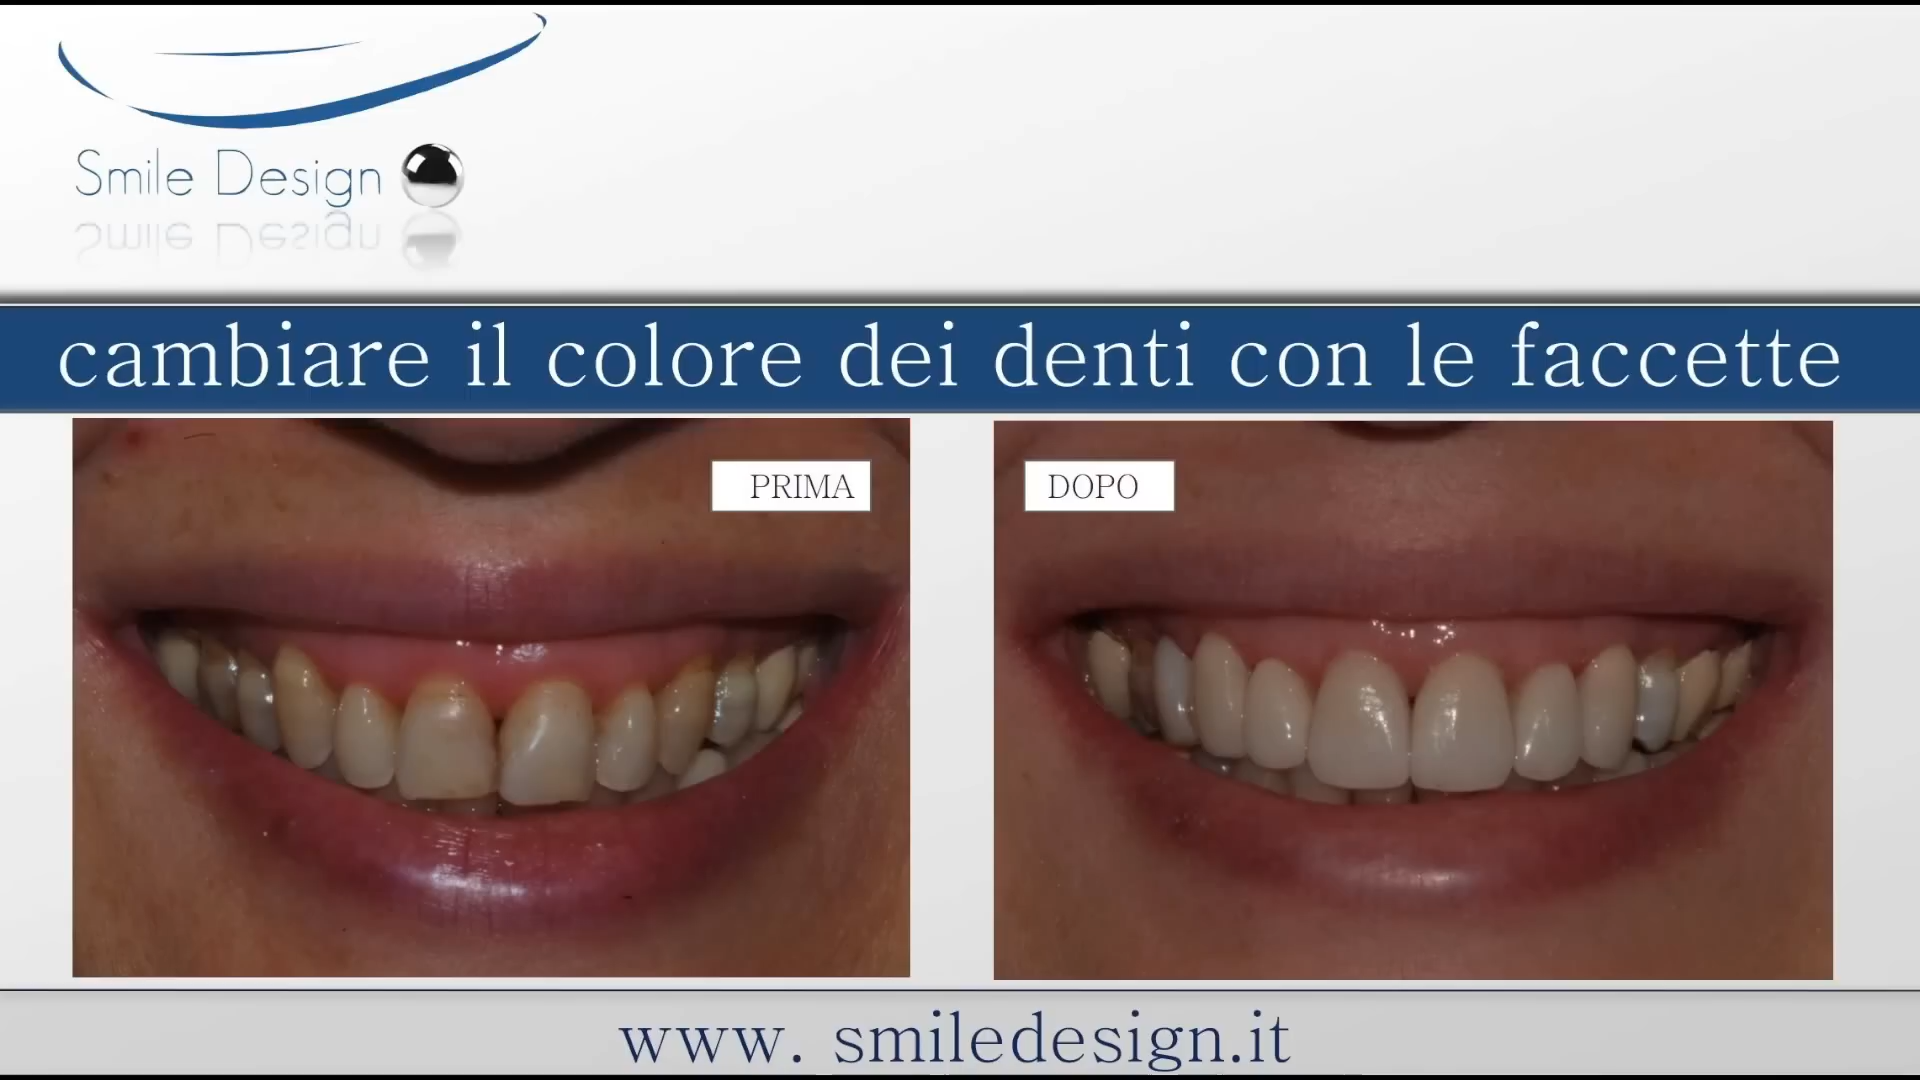 Smile Design
cambiare il colore dei denti con le faccette
PRIMA
DOPO
www. smiledesign.it